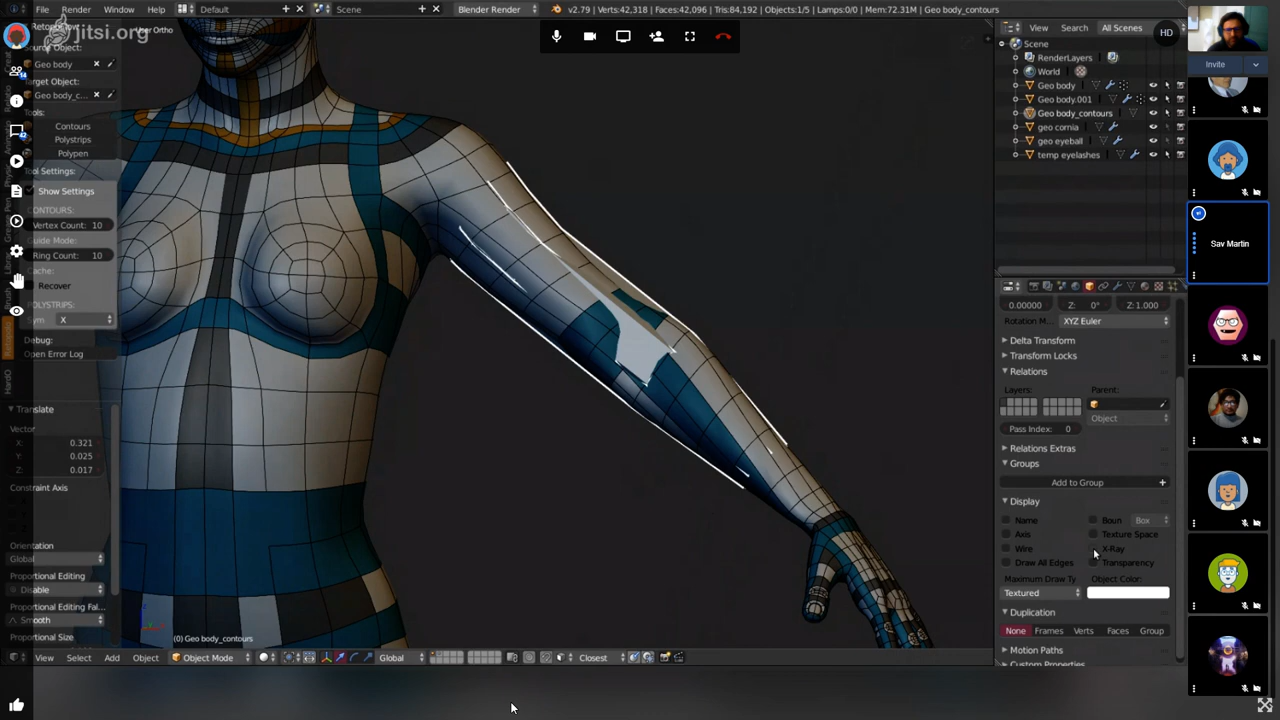 File Render Window Help
Default
Scene
Blender Render
v2.79 | Verts:42,318 | Faces:42,096 | Tris:84,192 | Objects:1/5 | Lamps:0/0 | Mem:72.31M | Geo body_contours
jitsi.org
User Ortho
Source Object:
Geo body
Target Object:
Geo body_c...
Tools:
Contours
Polystrips
Polypen
Tool Settings:
Show Settings
CONTOURS:
Vertex Count: 10
Guide Mode:
Ring Count: 10
Cache:
Recover
POLYSTRIPS:
Sym X
Debug:
Open Error Log
Translate
Vector
X: 0.321
Y: 0.025
Z: 0.017
Constraint Axis
Orientation
Global
Proportional Editing
Disable
Proportional Editing Fal...
Smooth
Proportional Size
(0) Geo body_contours
View Select Add Object
Object Mode
Global
Closest
View Search All Scenes
Scene
RenderLayers
World
Geo body
Geo body.001
Geo body_contours
geo cornia
geo eyeball
temp eyelashes
0.00000 Z: 0° Z:1.000
Rotation M... XYZ Euler
Delta Transform
Transform Locks
Relations
Layers: Parent:
Object
Pass Index: 0
Relations Extras
Groups
Add to Group
Display
Name Boun Box
Axis Texture Space
Wire X-Ray
Draw All Edges Transparency
Maximum Draw Ty Object Color:
Textured
Duplication
None Frames Verts Faces Group
Motion Paths
Custom Properties
HD
Invite
Sav Martin